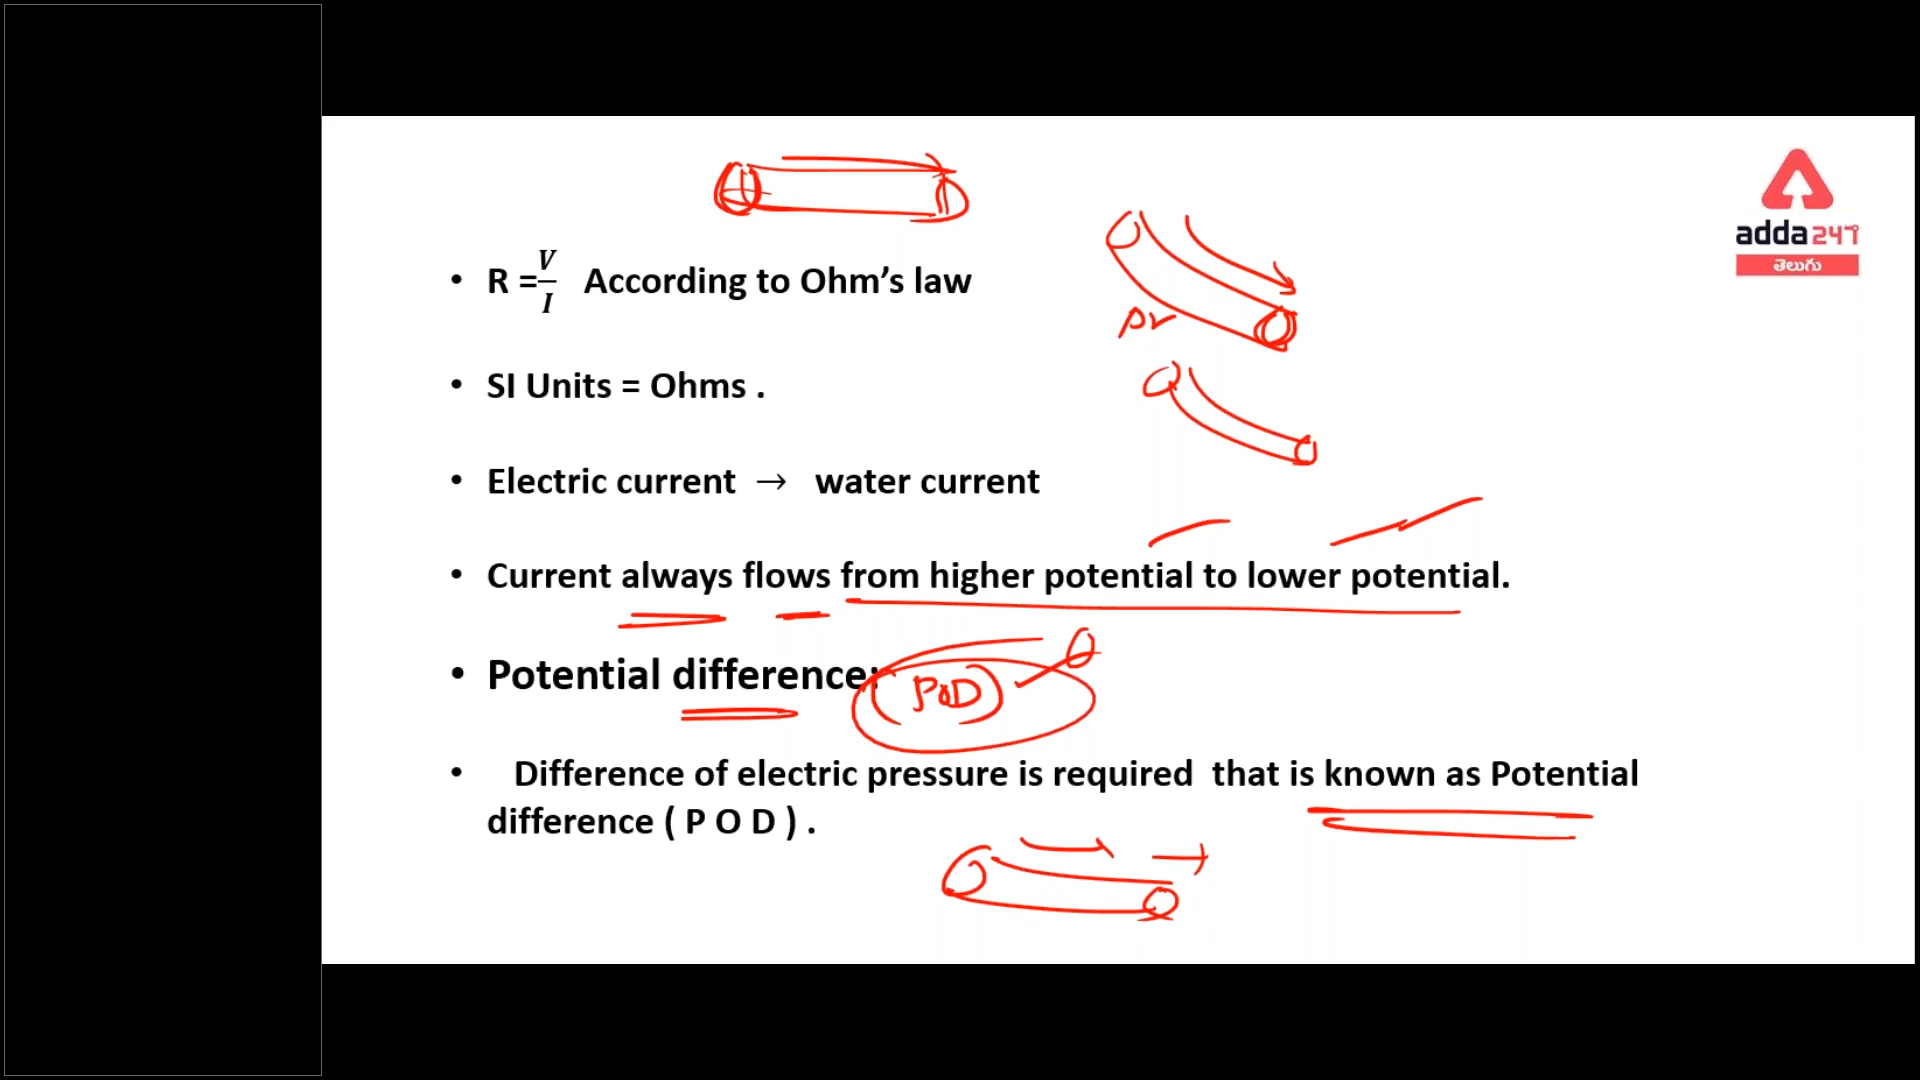 adda247
తెలుగు
• R = V/I According to Ohm's law
pr
• SI Units = Ohms .
• Electric current → water current
• Current always flows from higher potential to lower potential.
• Potential difference:
(POD)
• Difference of electric pressure is required that is known as Potential
difference ( P O D ) .